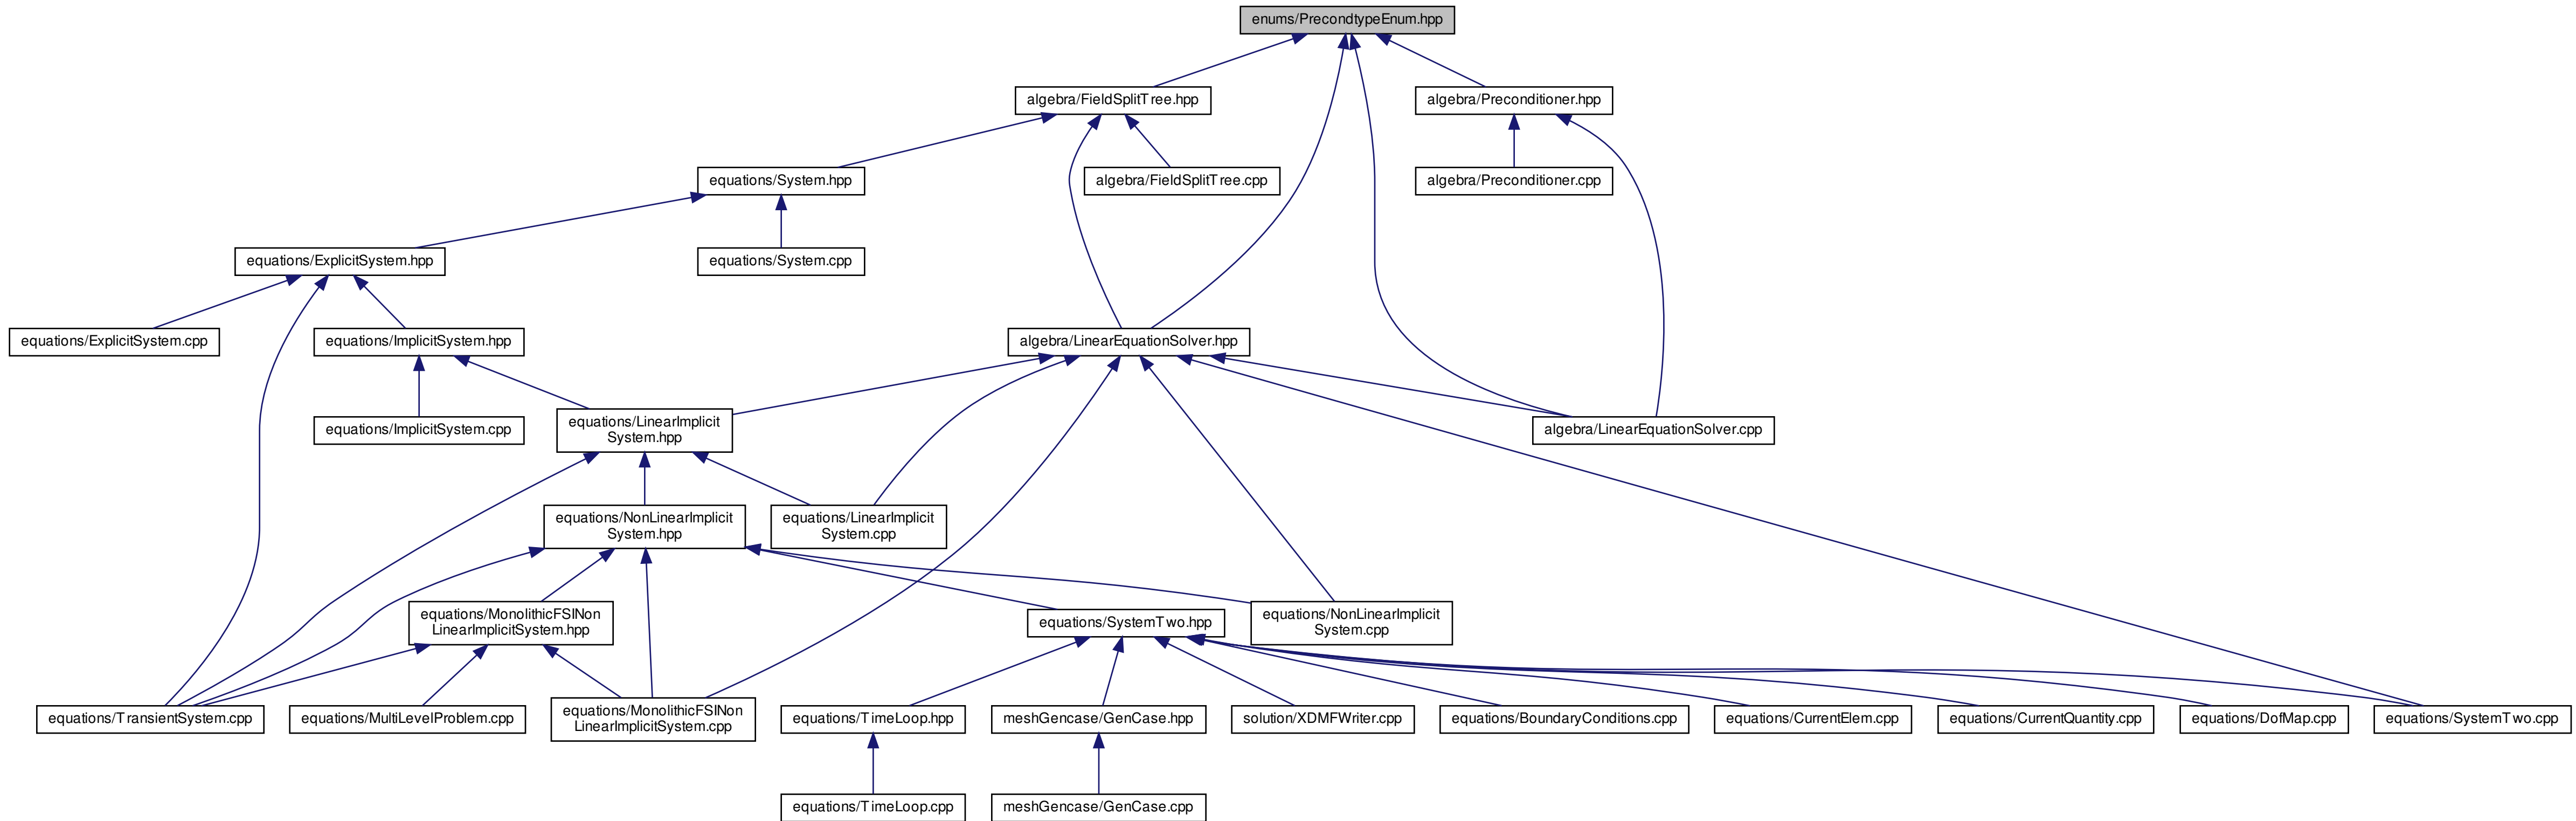 enums/PrecondtypeEnum.hpp
algebra/FieldSplitTree.hpp
algebra/Preconditioner.hpp
equations/System.hpp
algebra/FieldSplitTree.cpp
algebra/Preconditioner.cpp
equations/ExplicitSystem.hpp
equations/System.cpp
equations/ExplicitSystem.cpp
equations/ImplicitSystem.hpp
algebra/LinearEquationSolver.hpp
equations/ImplicitSystem.cpp
equations/LinearImplicit
System.hpp
algebra/LinearEquationSolver.cpp
equations/NonLinearImplicit
System.hpp
equations/LinearImplicit
System.cpp
equations/MonolithicFSINon
LinearImplicitSystem.hpp
equations/SystemTwo.hpp
equations/NonLinearImplicit
System.cpp
equations/TransientSystem.cpp
equations/MultiLevelProblem.cpp
equations/MonolithicFSINon
LinearImplicitSystem.cpp
equations/TimeLoop.hpp
meshGencase/GenCase.hpp
solution/XDMFWriter.cpp
equations/BoundaryConditions.cpp
equations/CurrentElem.cpp
equations/CurrentQuantity.cpp
equations/DofMap.cpp
equations/SystemTwo.cpp
equations/TimeLoop.cpp
meshGencase/GenCase.cpp